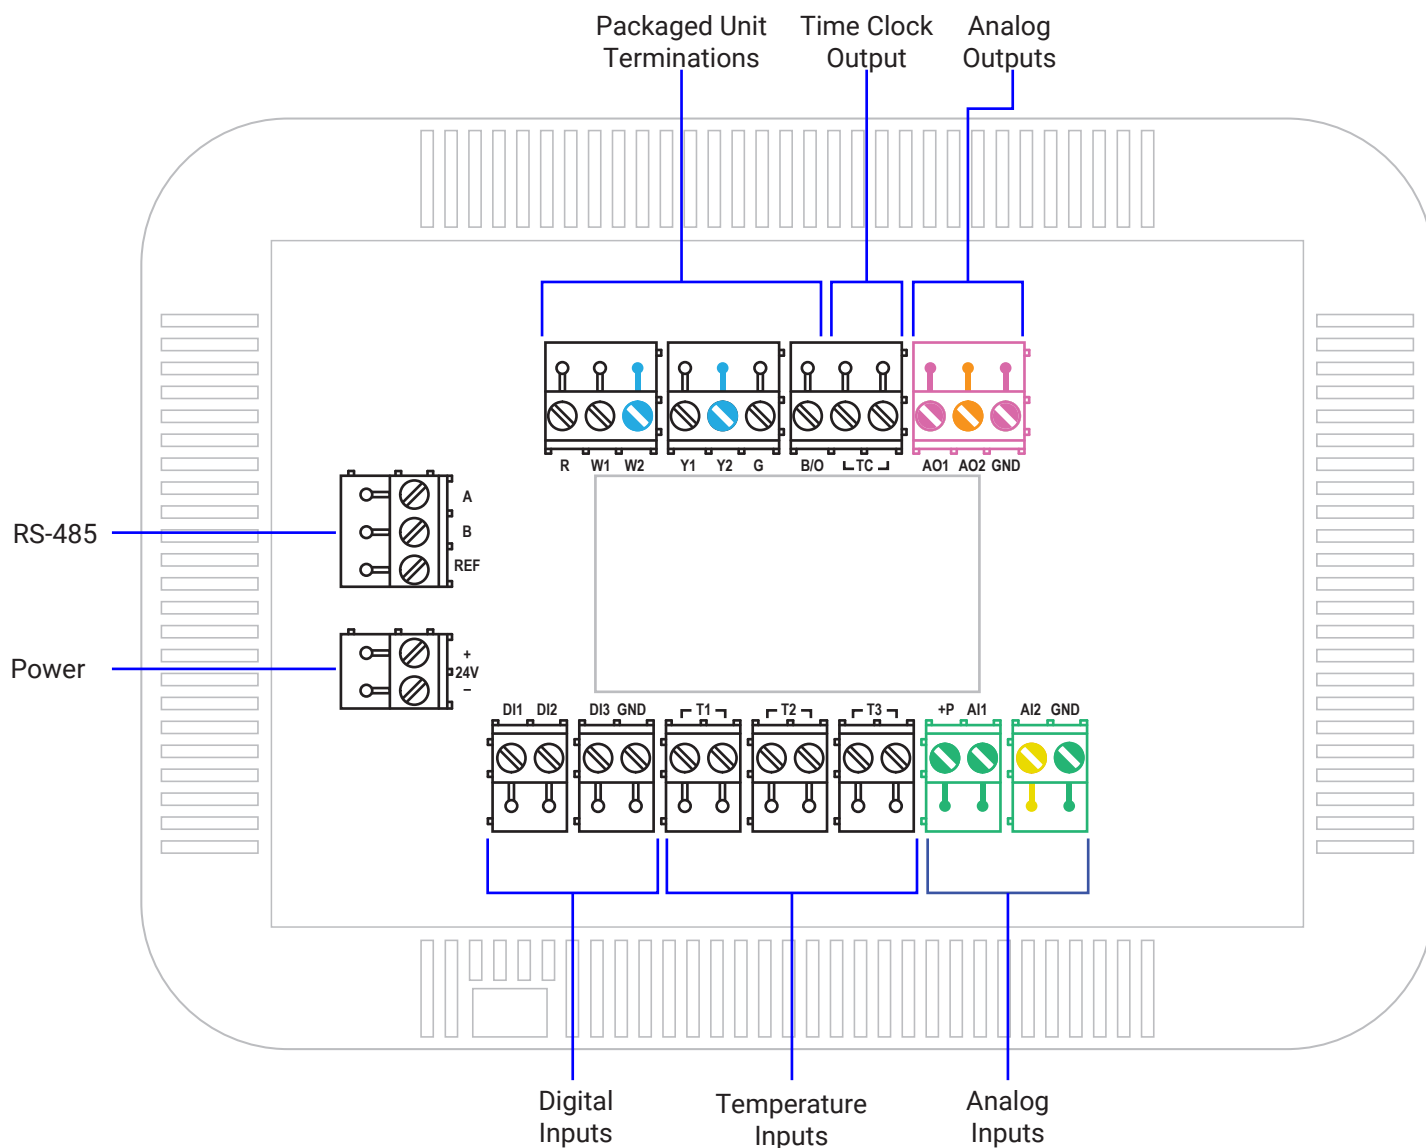 Packaged Unit
Terminations
Time Clock
Output
Analog
Outputs
R W1 W2 Y1 Y2 G B/O TC AO1 AO2 GND
RS-485
A
B
REF
Power
+
24V
–
DI1 DI2 DI3 GND T1 T2 T3 +P AI1 AI2 GND
Digital
Inputs
Temperature
Inputs
Analog
Inputs